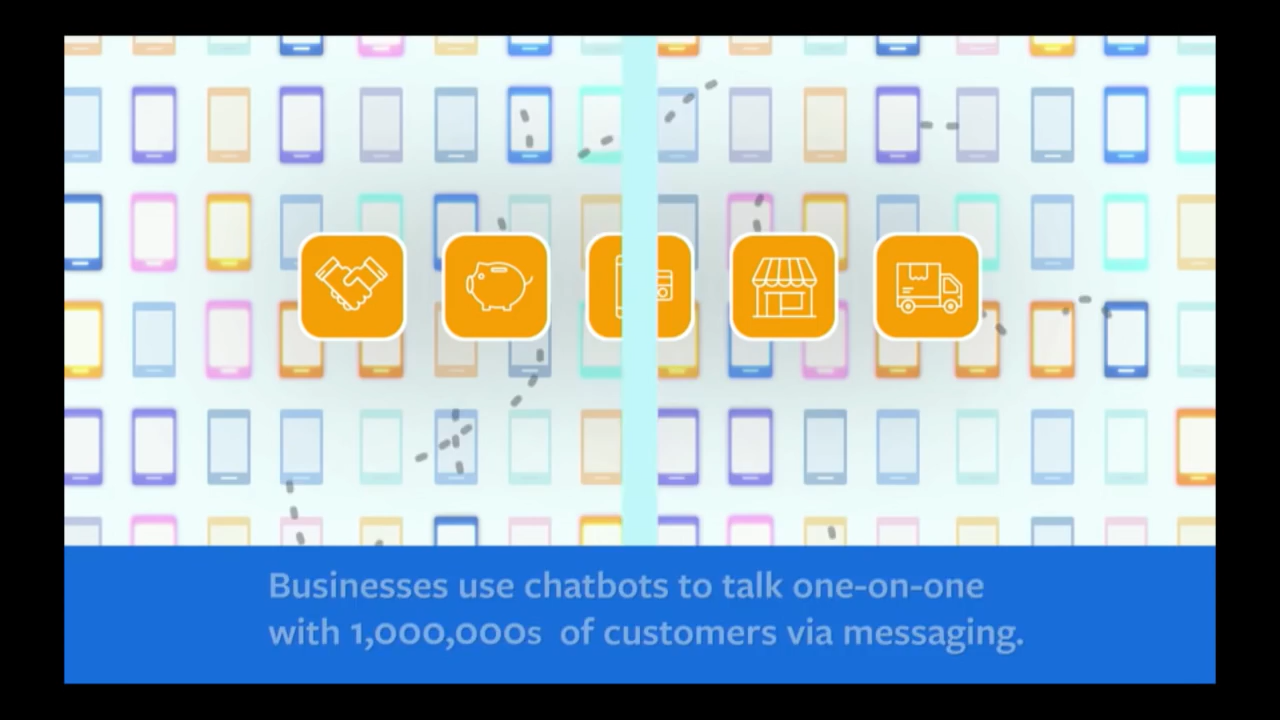 Businesses use chatbots to talk one-on-one
with 1,000,000s of customers via messaging.